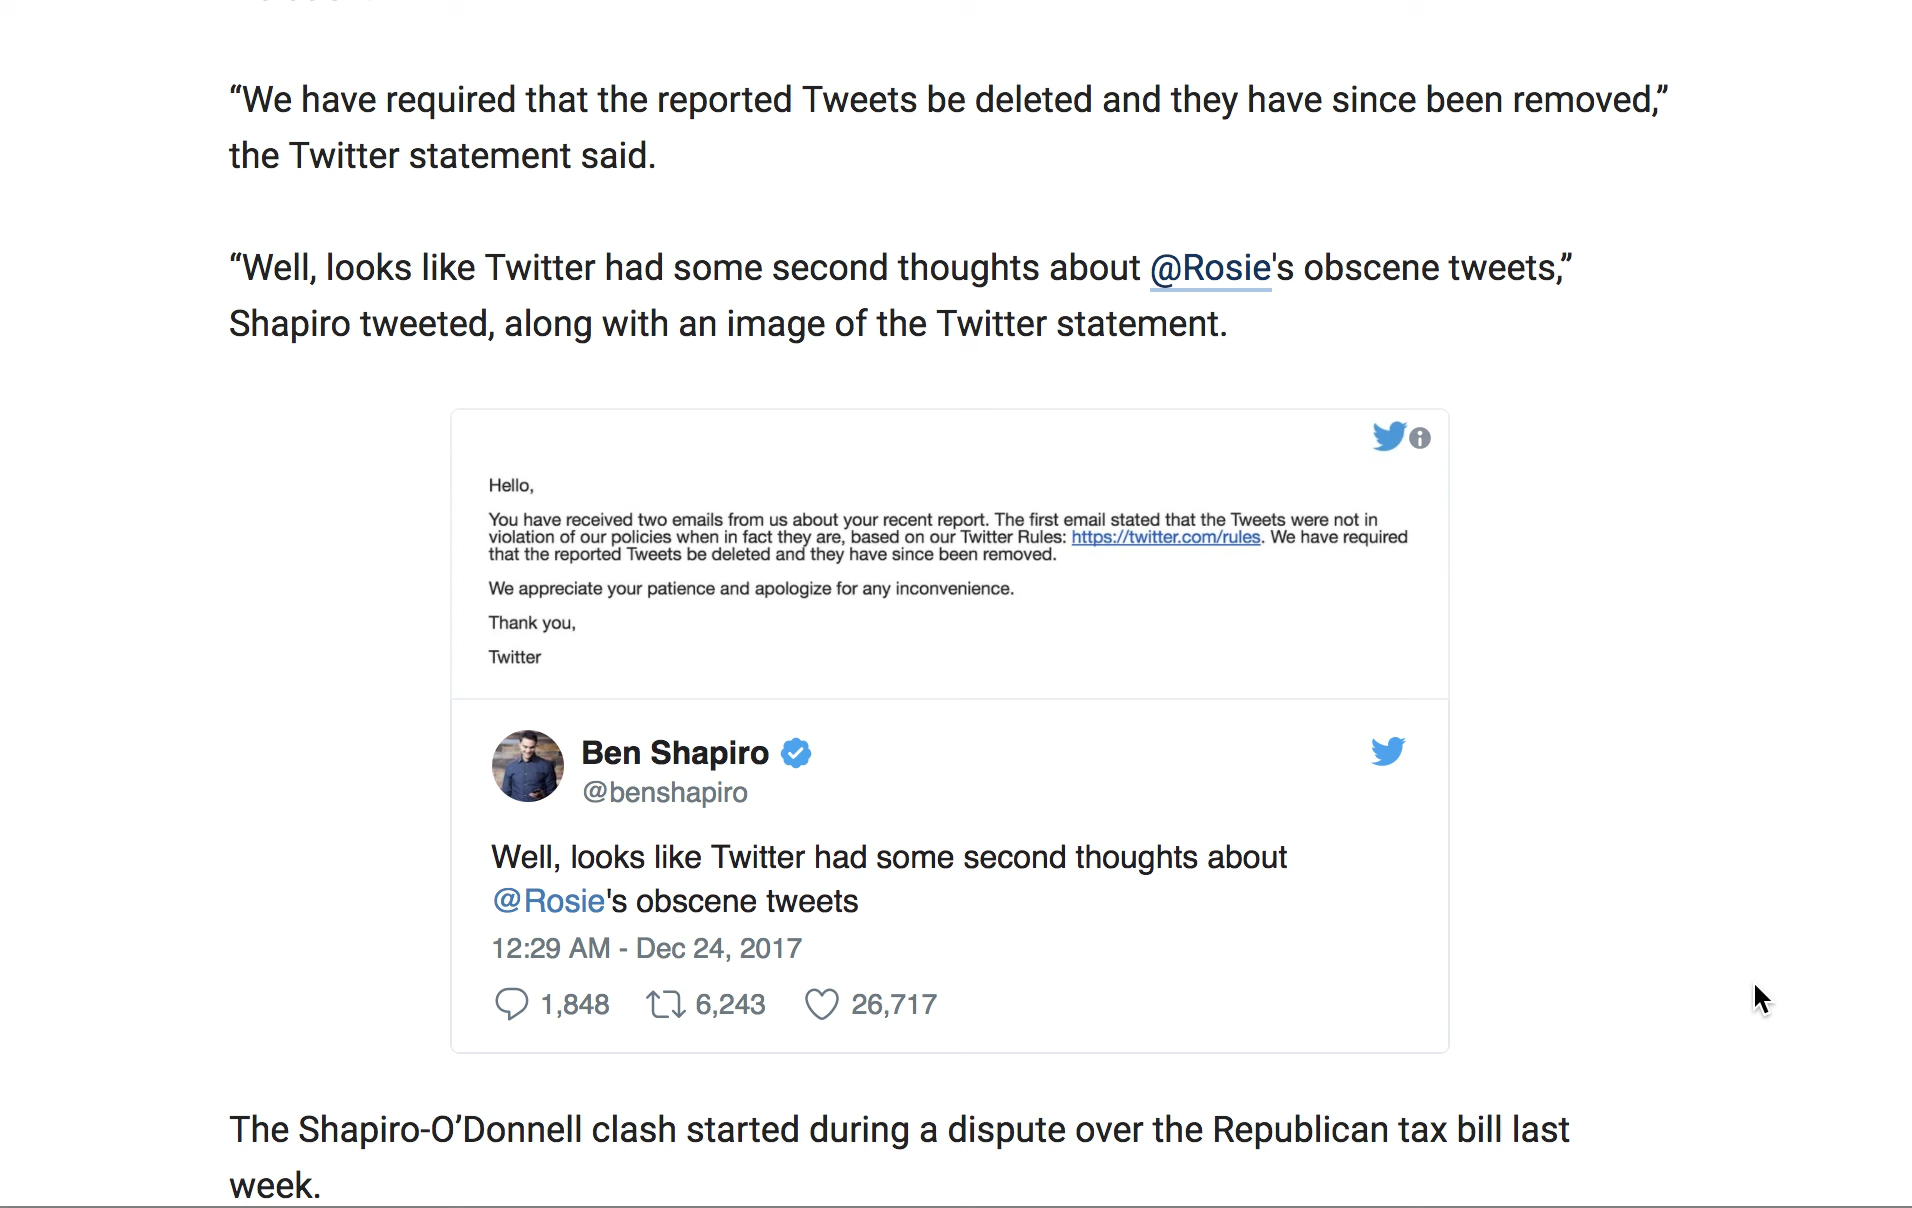 “We have required that the reported Tweets be deleted and they have since been removed,”
the Twitter statement said.
“Well, looks like Twitter had some second thoughts about @Rosie's obscene tweets,”
Shapiro tweeted, along with an image of the Twitter statement.
Hello,
You have received two emails from us about your recent report. The first email stated that the Tweets were not in
violation of our policies when in fact they are, based on our Twitter Rules: https://twitter.com/rules. We have required
that the reported Tweets be deleted and they have since been removed.
We appreciate your patience and apologize for any inconvenience.
Thank you,
Twitter
Ben Shapiro
@benshapiro
Well, looks like Twitter had some second thoughts about
@Rosie's obscene tweets
12:29 AM - Dec 24, 2017
1,848 6,243 26,717
The Shapiro-O’Donnell clash started during a dispute over the Republican tax bill last
week.